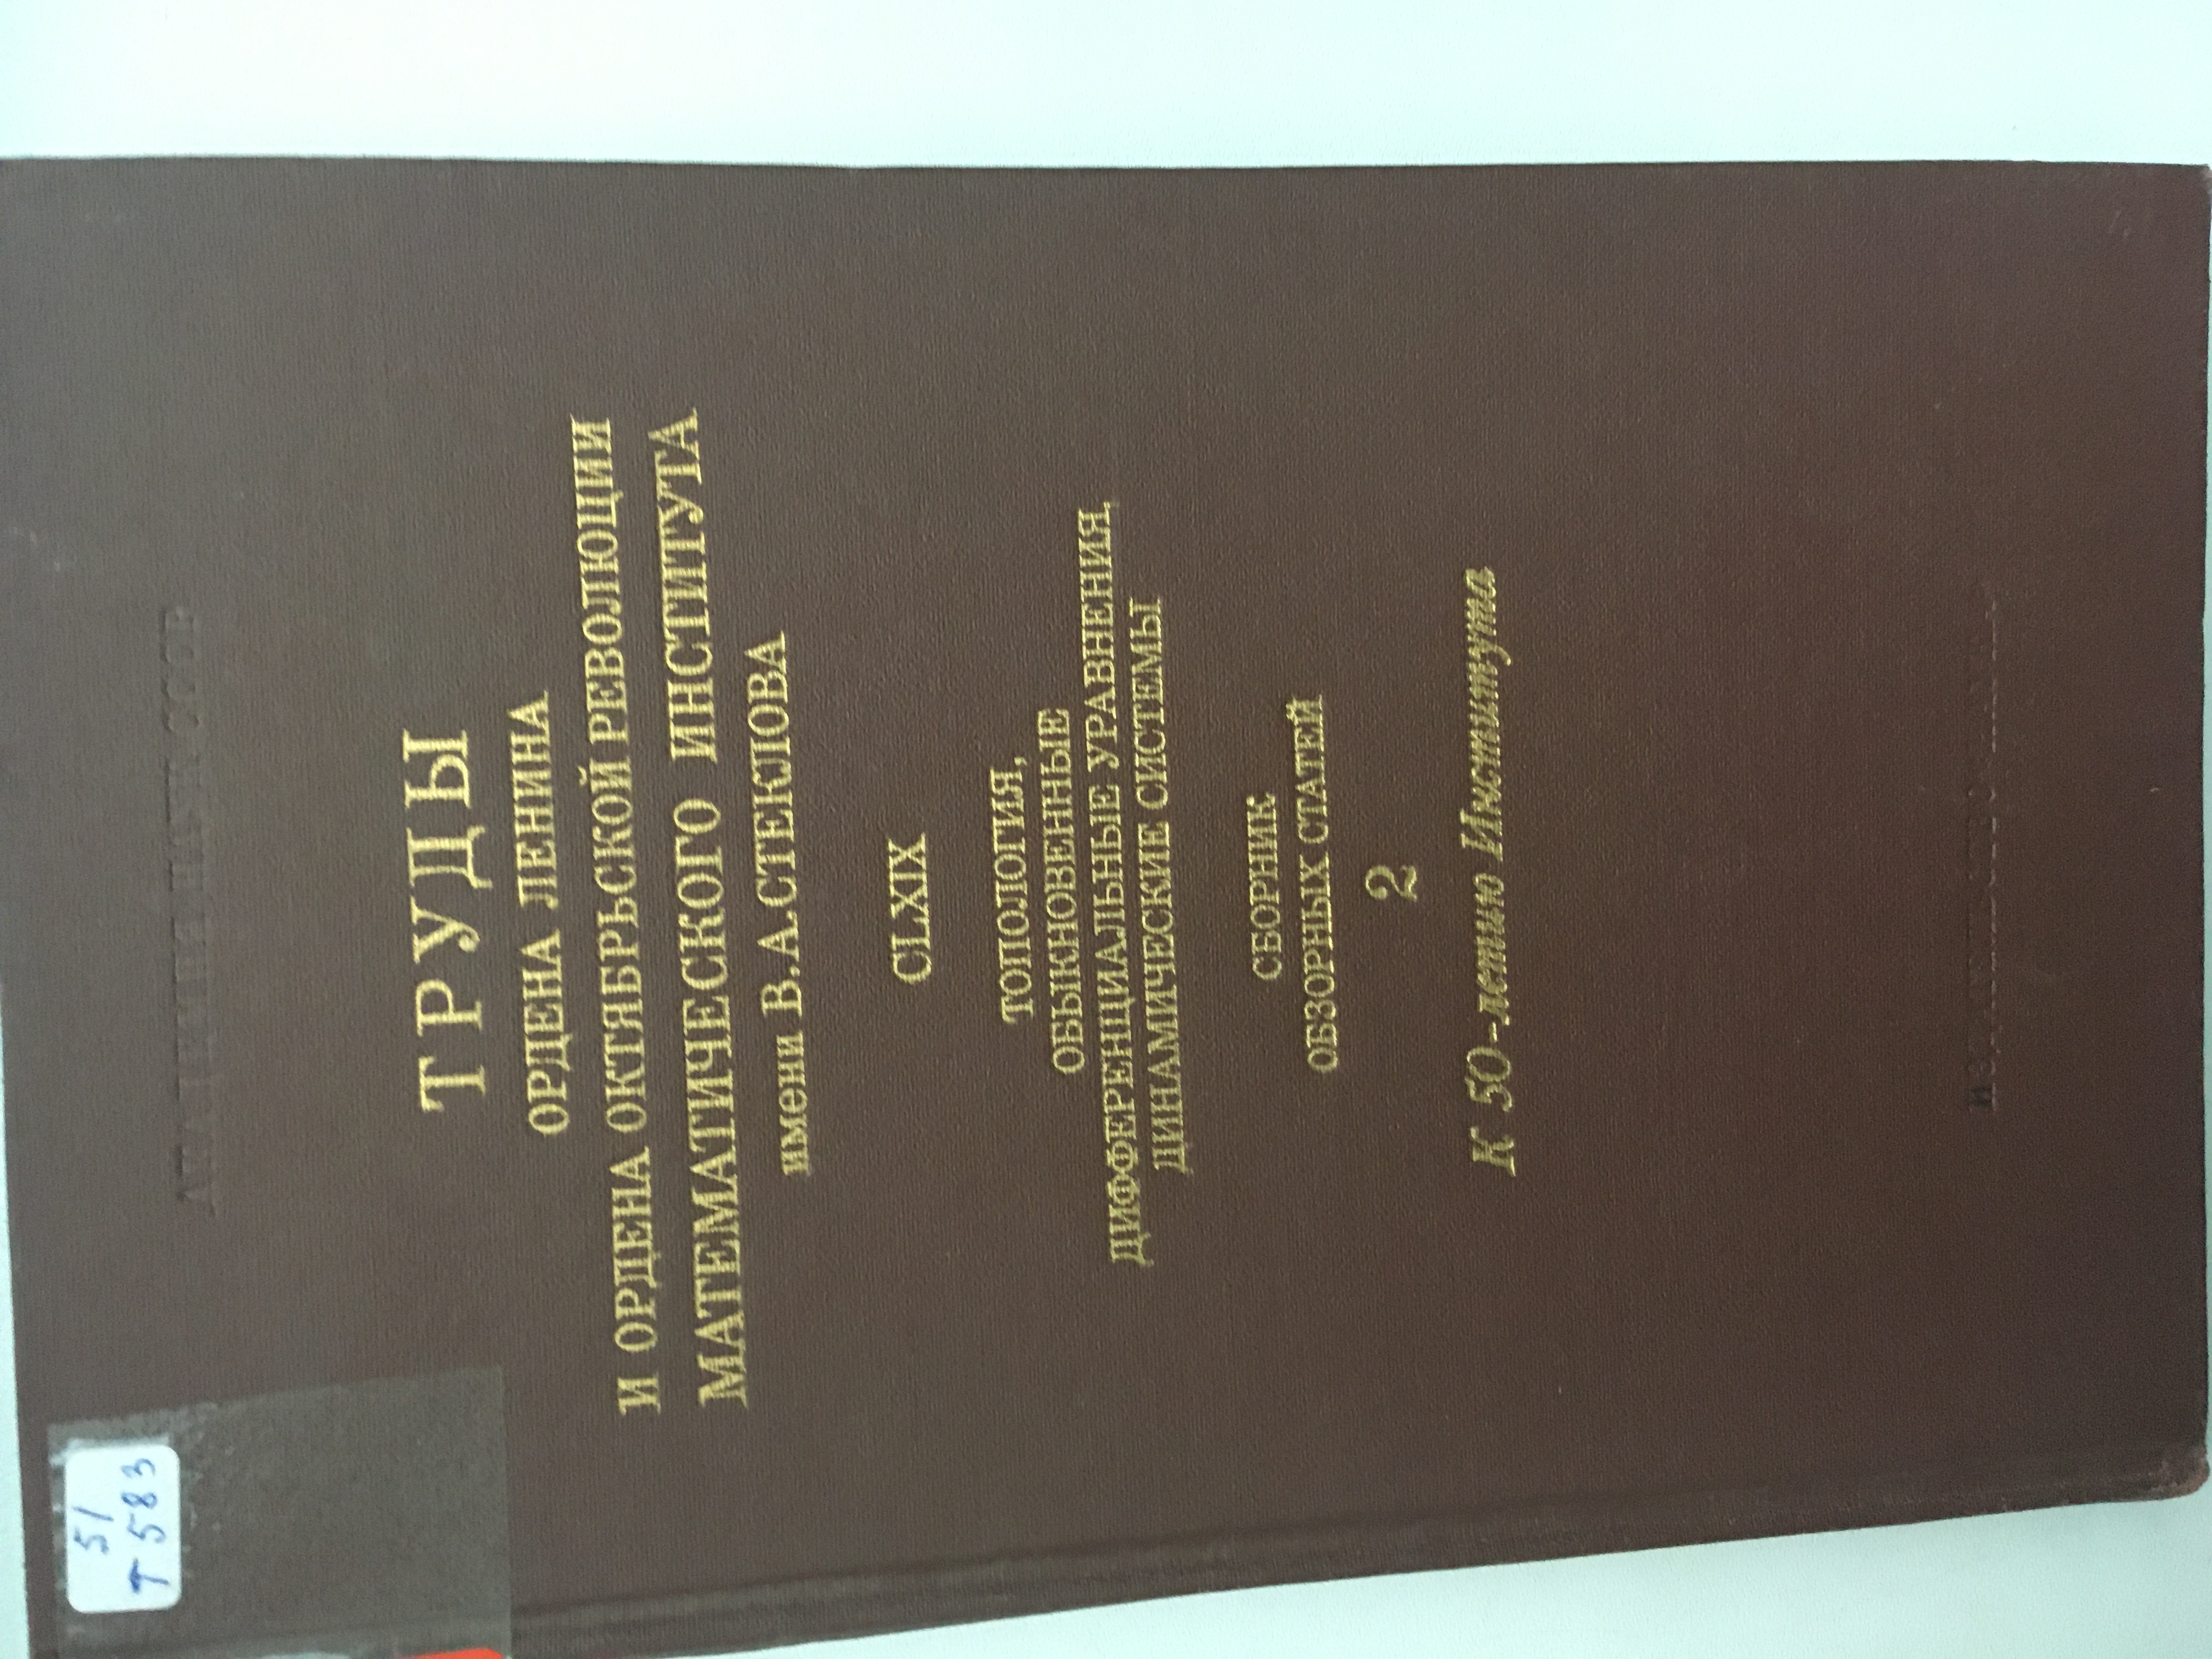 51
Т 583
АКАДЕМИЯ НАУК СССР
ТРУДЫ
ОРДЕНА ЛЕНИНА
И ОРДЕНА ОКТЯБРЬСКОЙ РЕВОЛЮЦИИ
МАТЕМАТИЧЕСКОГО ИНСТИТУТА
имени В.А.СТЕКЛОВА
CLXIX
ТОПОЛОГИЯ,
ОБЫКНОВЕННЫЕ
ДИФФЕРЕНЦИАЛЬНЫЕ УРАВНЕНИЯ,
ДИНАМИЧЕСКИЕ СИСТЕМЫ
СБОРНИК
ОБЗОРНЫХ СТАТЕЙ
2
К 50-летию Института